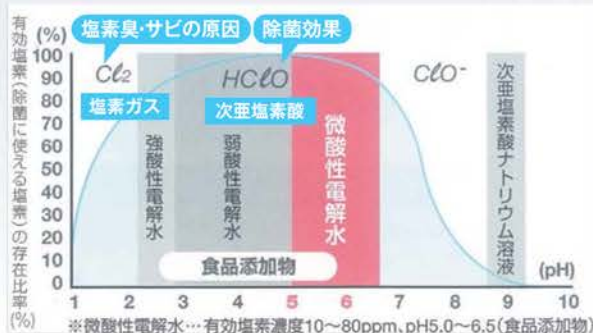 有効塩素(除菌に使える塩素)の存在比率(%)
(%)
100
90
80
70
60
50
40
30
20
10
0
塩素臭・サビの原因
除菌効果
Cl2
HClO
ClO-
塩素ガス
次亜塩素酸
強酸性電解水
弱酸性電解水
微酸性電解水
次亜塩素酸ナトリウム溶液
食品添加物
1 2 3 4 5 6 7 8 9 10
(pH)
※微酸性電解水…有効塩素濃度10〜80ppm、pH5.0〜6.5(食品添加物)